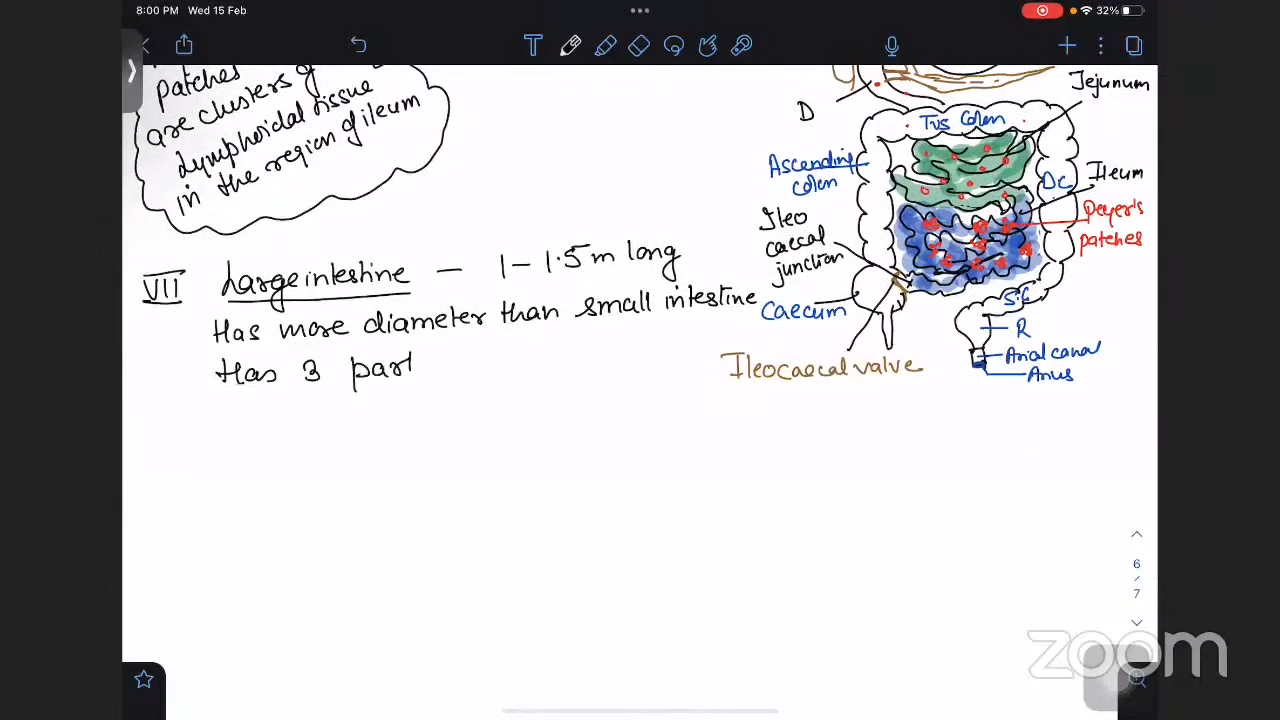 8:00 PM Wed 15 Feb
32%
patches
are clusters of
Lymphoidal tissue
in the region of ileum
VII Large intestine – 1 – 1.5 m long
Has more diameter than small intestine
Has 3 part
Jejunum
D
Tvs Colon
Ascending
Colon
DC
Ileum
Peyer's
patches
Ileo
caecal
junction
Caecum
S.C
R
Anal canal
Anus
Ileocaecal valve
6
/
7
zoom